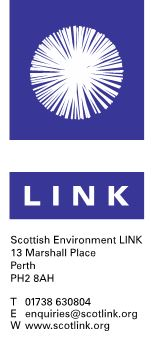 LINK
Scottish Environment LINK
13 Marshall Place
Perth
PH2 8AH
T 01738 630804
E enquiries@scotlink.org
W www.scotlink.org